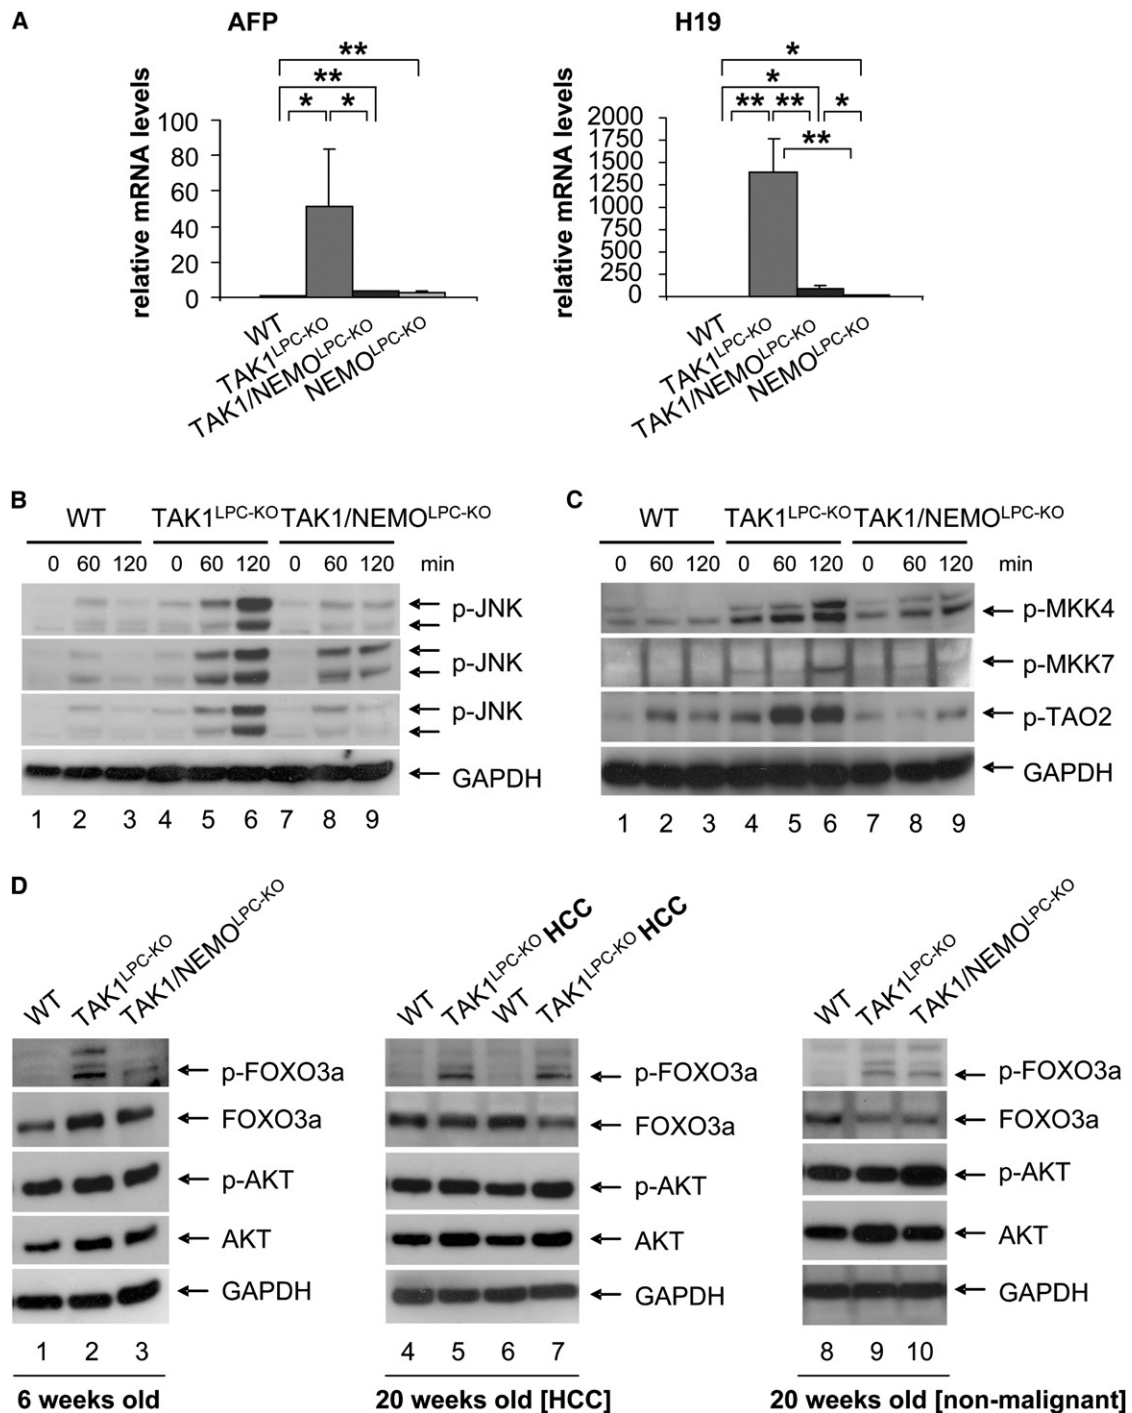 A
AFP
H19
relative mRNA levels
100
80
60
40
20
0
** ** * *
WT
TAK1LPC-KO
TAK1/NEMOLPC-KO
NEMOLPC-KO
relative mRNA levels
2000
1750
1500
1250
1000
750
500
250
0
* * ** ** * **
WT
TAK1LPC-KO
TAK1/NEMOLPC-KO
NEMOLPC-KO
B
WT TAK1LPC-KO TAK1/NEMOLPC-KO
0 60 120 0 60 120 0 60 120 min
p-JNK
p-JNK
p-JNK
GAPDH
1 2 3 4 5 6 7 8 9
C
WT TAK1LPC-KO TAK1/NEMOLPC-KO
0 60 120 0 60 120 0 60 120 min
p-MKK4
p-MKK7
p-TAO2
GAPDH
1 2 3 4 5 6 7 8 9
D
WT TAK1LPC-KO TAK1/NEMOLPC-KO
p-FOXO3a
FOXO3a
p-AKT
AKT
GAPDH
1 2 3
6 weeks old
WT TAK1LPC-KO HCC WT TAK1LPC-KO HCC
p-FOXO3a
FOXO3a
p-AKT
AKT
GAPDH
4 5 6 7
20 weeks old [HCC]
WT TAK1LPC-KO TAK1/NEMOLPC-KO
p-FOXO3a
FOXO3a
p-AKT
AKT
GAPDH
8 9 10
20 weeks old [non-malignant]